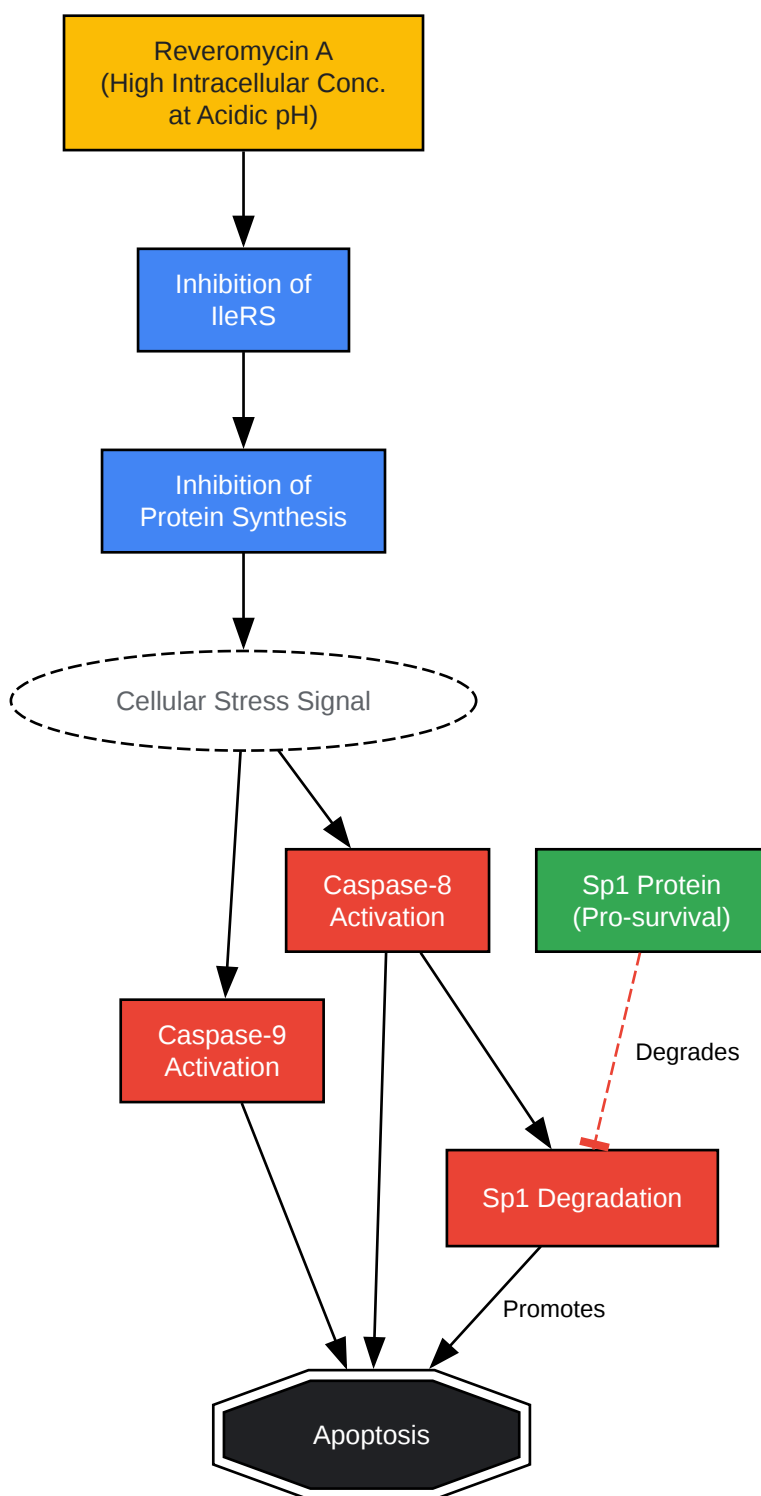 Reveromycin A
(High Intracellular Conc.
at Acidic pH)
Inhibition of
IleRS
Inhibition of
Protein Synthesis
Cellular Stress Signal
Caspase-8
Activation
Sp1 Protein
(Pro-survival)
Caspase-9
Activation
Degrades
Sp1 Degradation
Promotes
Apoptosis